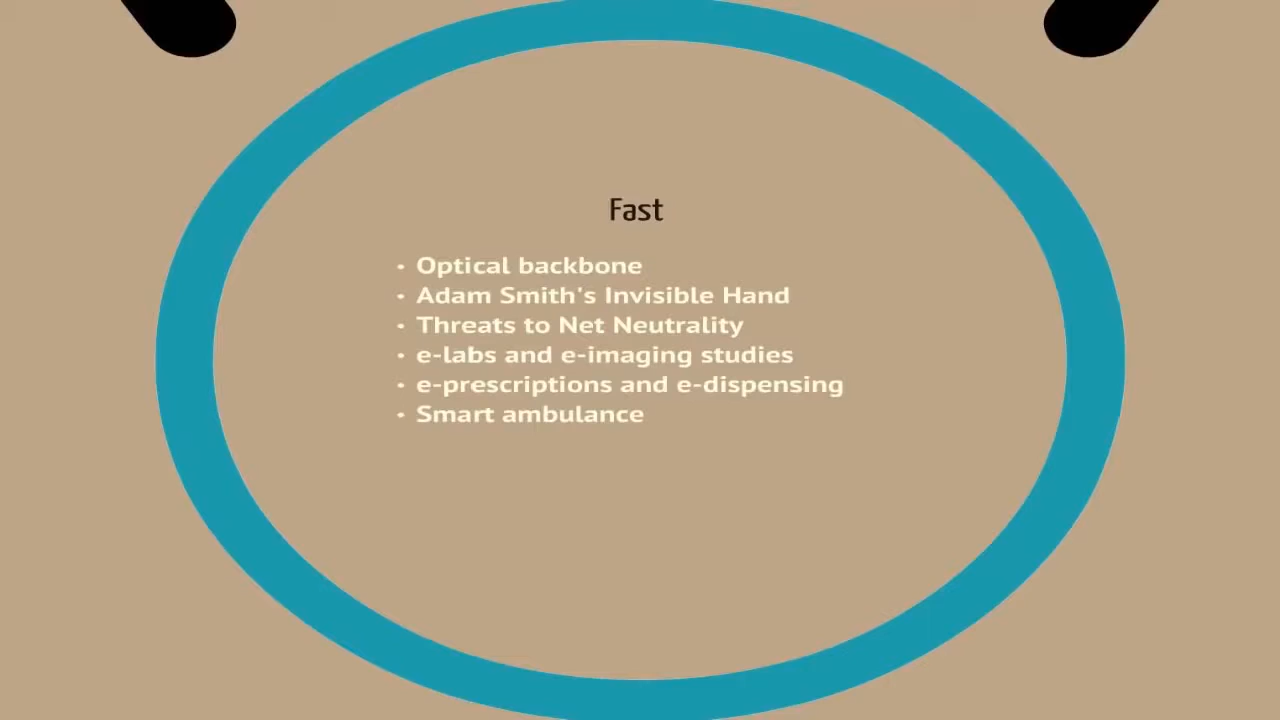 Fast
• Optical backbone
• Adam Smith's Invisible Hand
• Threats to Net Neutrality
• e-labs and e-imaging studies
• e-prescriptions and e-dispensing
• Smart ambulance